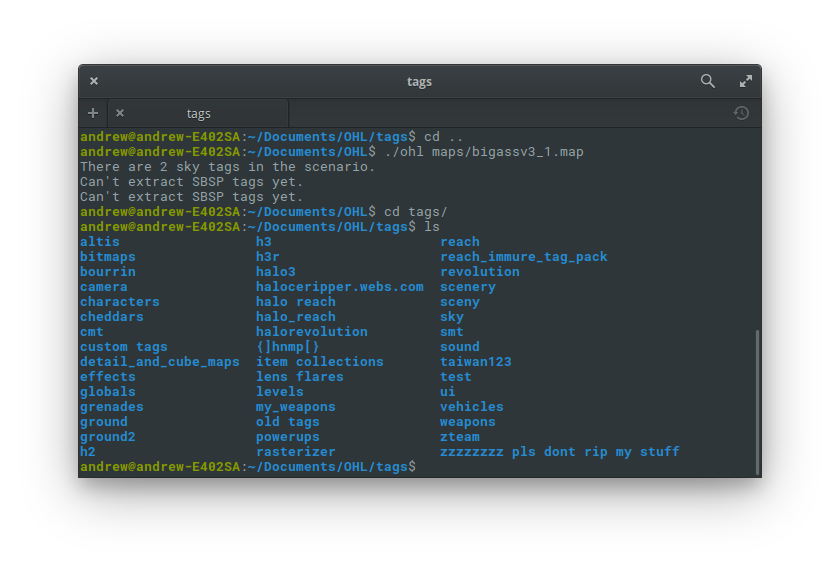 tags
tags
andrew@andrew-E402SA:~/Documents/OHL/tags$ cd ..
andrew@andrew-E402SA:~/Documents/OHL$ ./ohl maps/bigassv3_1.map
There are 2 sky tags in the scenario.
Can't extract SBSP tags yet.
Can't extract SBSP tags yet.
andrew@andrew-E402SA:~/Documents/OHL$ cd tags/
andrew@andrew-E402SA:~/Documents/OHL/tags$ ls
altis h3 reach
bitmaps h3r reach_immure_tag_pack
bourrin halo3 revolution
camera haloceripper.webs.com scenery
characters halo reach sceny
cheddars halo_reach sky
cmt halorevolution smt
custom tags {]hnmp[} sound
detail_and_cube_maps item collections taiwan123
effects lens flares test
globals levels ui
grenades my_weapons vehicles
ground old tags weapons
ground2 powerups zteam
h2 rasterizer zzzzzzzz pls dont rip my stuff
andrew@andrew-E402SA:~/Documents/OHL/tags$